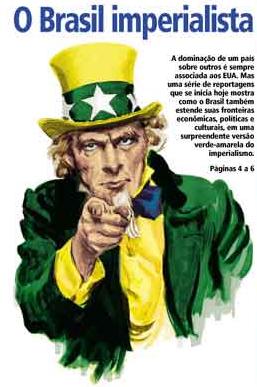 O Brasil imperialista
A dominação de um país
sobre outros é sempre
associada aos EUA. Mas
uma série de reportagens
que se inicia hoje mostra
como o Brasil também
estende suas fronteiras
econômicas, políticas e
culturais, em uma
surpreendente versão
verde-amarela do
imperialismo.
Páginas 4 a 6